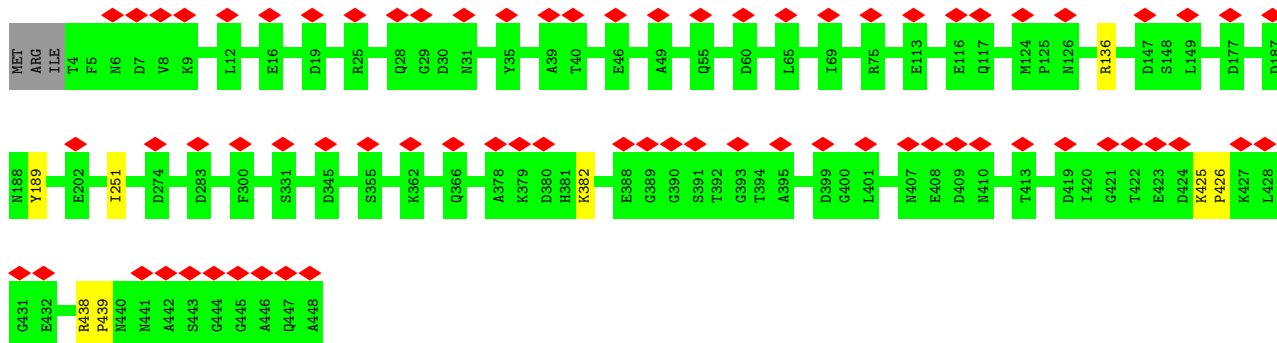 MET ARG ILE T4 F5 N6 D7 V8 K9 L12 E16 D19 R25 Q28 G29 D30 N31 Y35 A39 T40 E46 A49 Q55 D60 L65 I69 R75 E113 E116 Q117 M124 P125 N126 R136 D147 S148 L149 D177 D187
N188 Y189 E202 I251 D274 D283 F300 S331 D345 S355 K362 Q366 A378 K379 D380 H381 K382 E388 G389 G390 S391 T392 G393 T394 A395 D399 G400 L401 N407 E408 D409 N410 T413 D419 I420 G421 T422 E423 D424 K425 P426 K427 L428
G431 E432 R438 P439 N440 N441 A442 S443 G444 G445 A446 Q447 A448